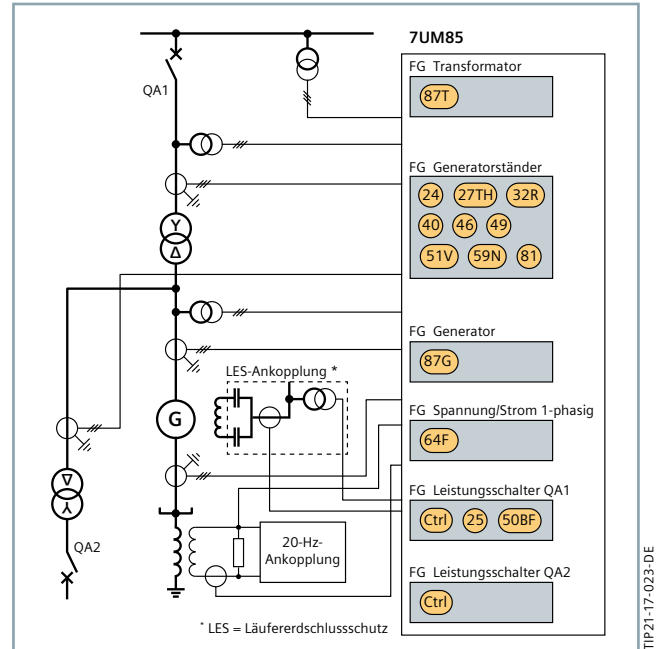 7UM85
FG Transformator
87T
QA1
FG Generatorständer
24 27TH 32R
40 46 49
51V 59N 81
Y
Δ
FG Generator
87G
LES-Ankopplung *
G
FG Spannung/Strom 1-phasig
64F
Δ
Y
FG Leistungsschalter QA1
Ctrl 25 50BF
QA2
20-Hz-
Ankopplung
FG Leistungsschalter QA2
Ctrl
* LES = Läufererdschlussschutz
TIP21-17-023-DE